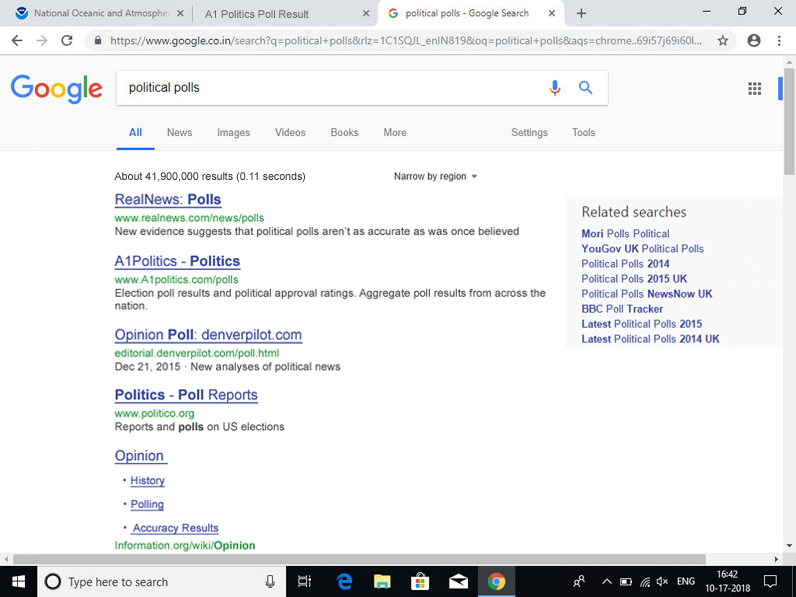 National Oceanic and Atmospher
A1 Politics Poll Result
political polls - Google Search
https://www.google.co.in/search?q=political+polls&rlz=1C1SQJL_enIN819&oq=political+polls&aqs=chrome..69i57j69i60l...
Google
political polls
All News Images Videos Books More Settings Tools
About 41,900,000 results (0.11 seconds)
Narrow by region
RealNews: Polls
www.realnews.com/news/polls
New evidence suggests that political polls aren't as accurate as was once believed
A1Politics - Politics
www.A1politics.com/polls
Election poll results and political approval ratings. Aggregate poll results from across the
nation.
Opinion Poll: denverpilot.com
editorial.denverpilot.com/poll.html
Dec 21, 2015 · New analyses of political news
Politics - Poll Reports
www.politico.org
Reports and polls on US elections
Opinion
• History
• Polling
• Accuracy Results
Information.org/wiki/Opinion
Related searches
Mori Polls Political
YouGov UK Political Polls
Political Polls 2014
Political Polls 2015 UK
Political Polls NewsNow UK
BBC Poll Tracker
Latest Political Polls 2015
Latest Political Polls 2014 UK
Type here to search
ENG
16:42
10-17-2018